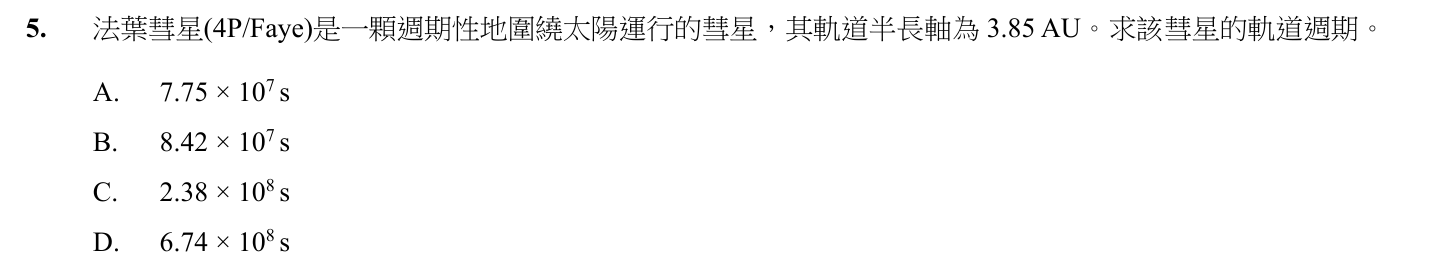 5. 法葉彗星(4P/Faye)是一顆週期性地圍繞太陽運行的彗星，其軌道半長軸為 3.85 AU。求該彗星的軌道週期。
A. 7.75 × 10⁷ s
B. 8.42 × 10⁷ s
C. 2.38 × 10⁸ s
D. 6.74 × 10⁸ s